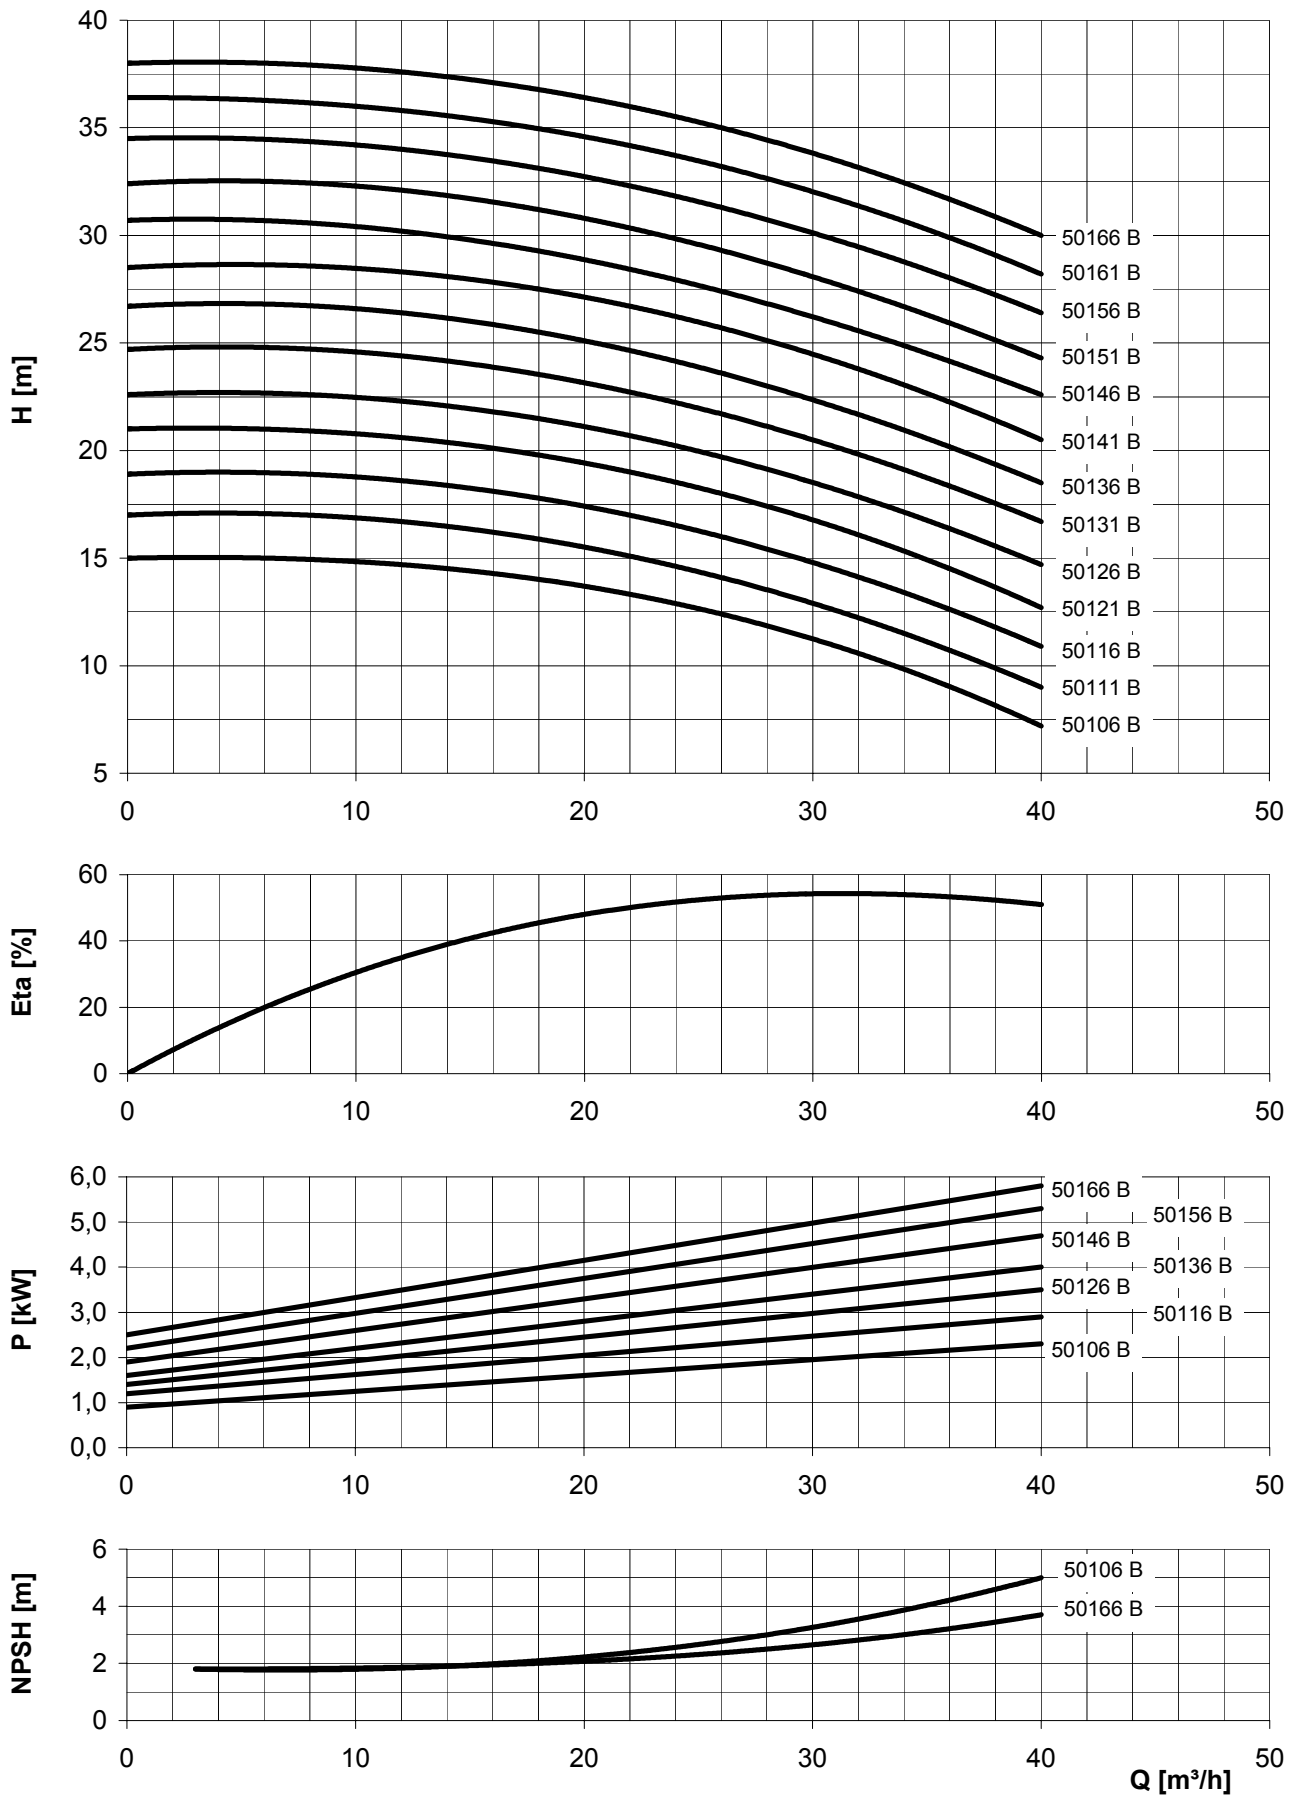 40
35
30
25
20
15
10
5
H [m]
50166 B
50161 B
50156 B
50151 B
50146 B
50141 B
50136 B
50131 B
50126 B
50121 B
50116 B
50111 B
50106 B
0 10 20 30 40 50
60
40
20
0
Eta [%]
0 10 20 30 40 50
6,0
5,0
4,0
3,0
2,0
1,0
0,0
P [kW]
50166 B
50156 B
50146 B
50136 B
50126 B
50116 B
50106 B
0 10 20 30 40 50
6
4
2
0
NPSH [m]
50106 B
50166 B
0 10 20 30 40 50
Q [m³/h]